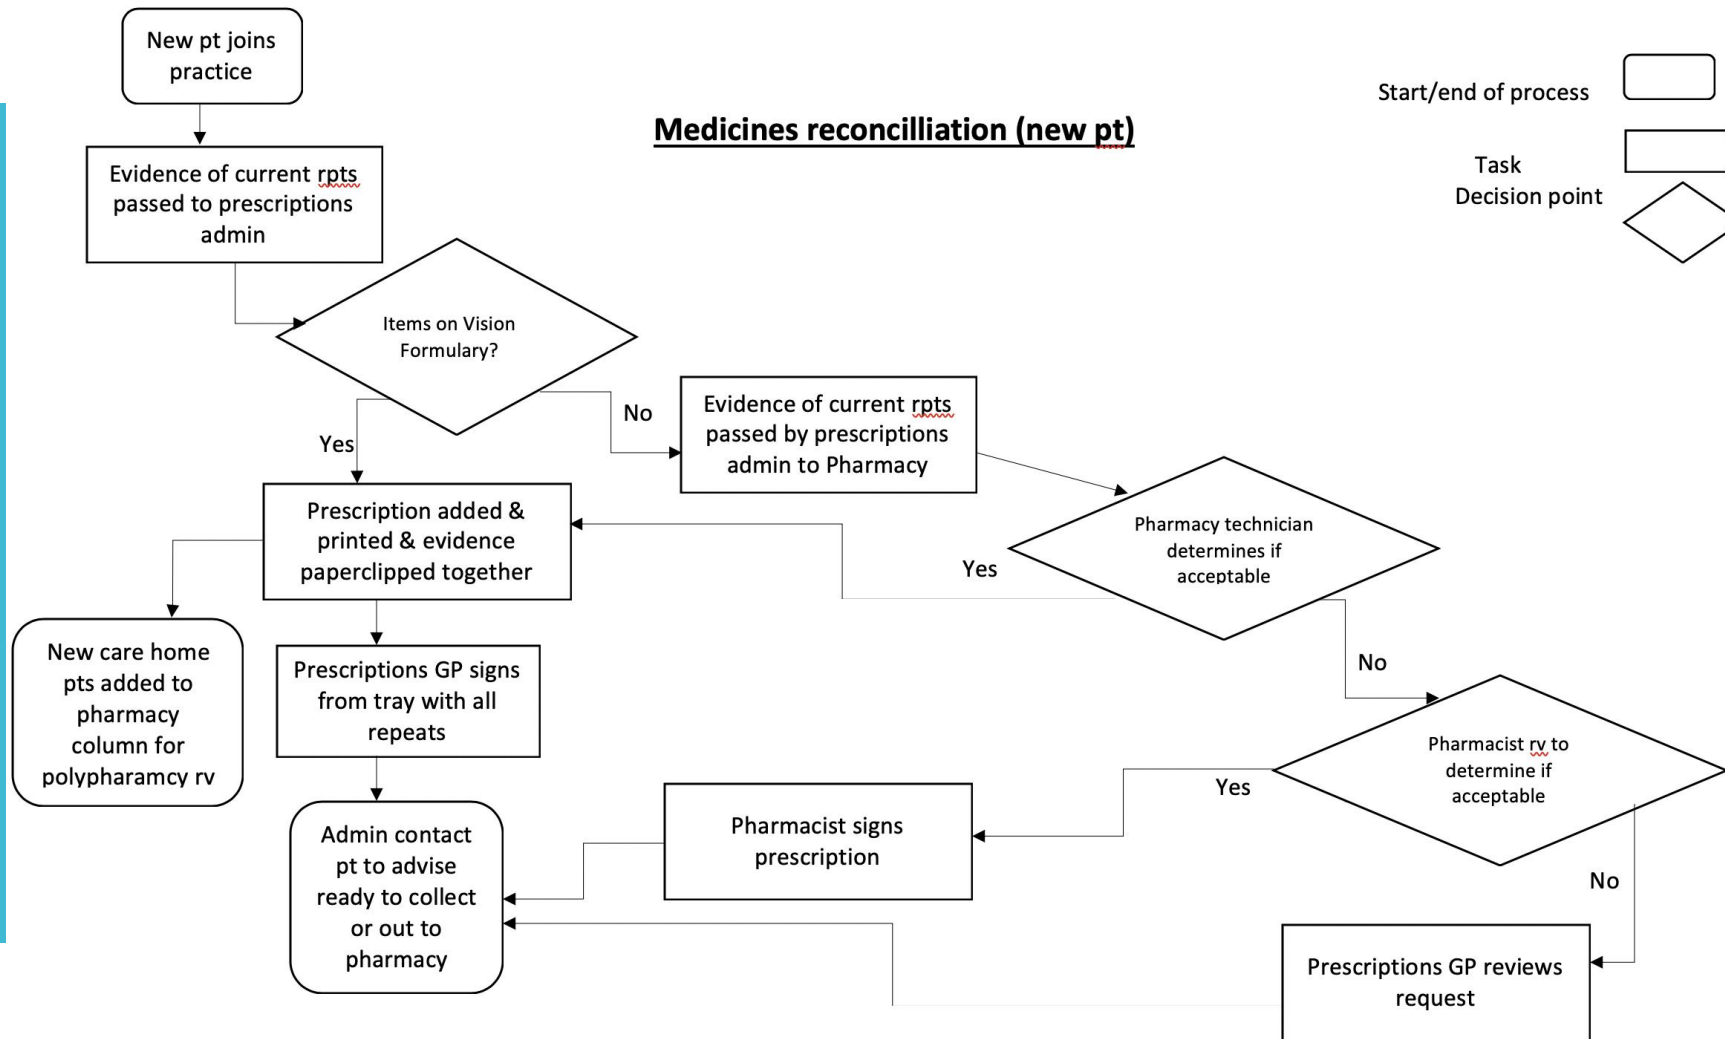 New pt joins
practice
Medicines reconcilliation (new pt)
Start/end of process
Task
Decision point
Evidence of current rpts
passed to prescriptions
admin
Items on Vision
Formulary?
No
Yes
Evidence of current rpts
passed by prescriptions
admin to Pharmacy
Prescription added &
printed & evidence
paperclipped together
Pharmacy technician
determines if
acceptable
Yes
No
New care home
pts added to
pharmacy
column for
polypharamcy rv
Prescriptions GP signs
from tray with all
repeats
Pharmacist rv to
determine if
acceptable
Yes
No
Pharmacist signs
prescription
Admin contact
pt to advise
ready to collect
or out to
pharmacy
Prescriptions GP reviews
request